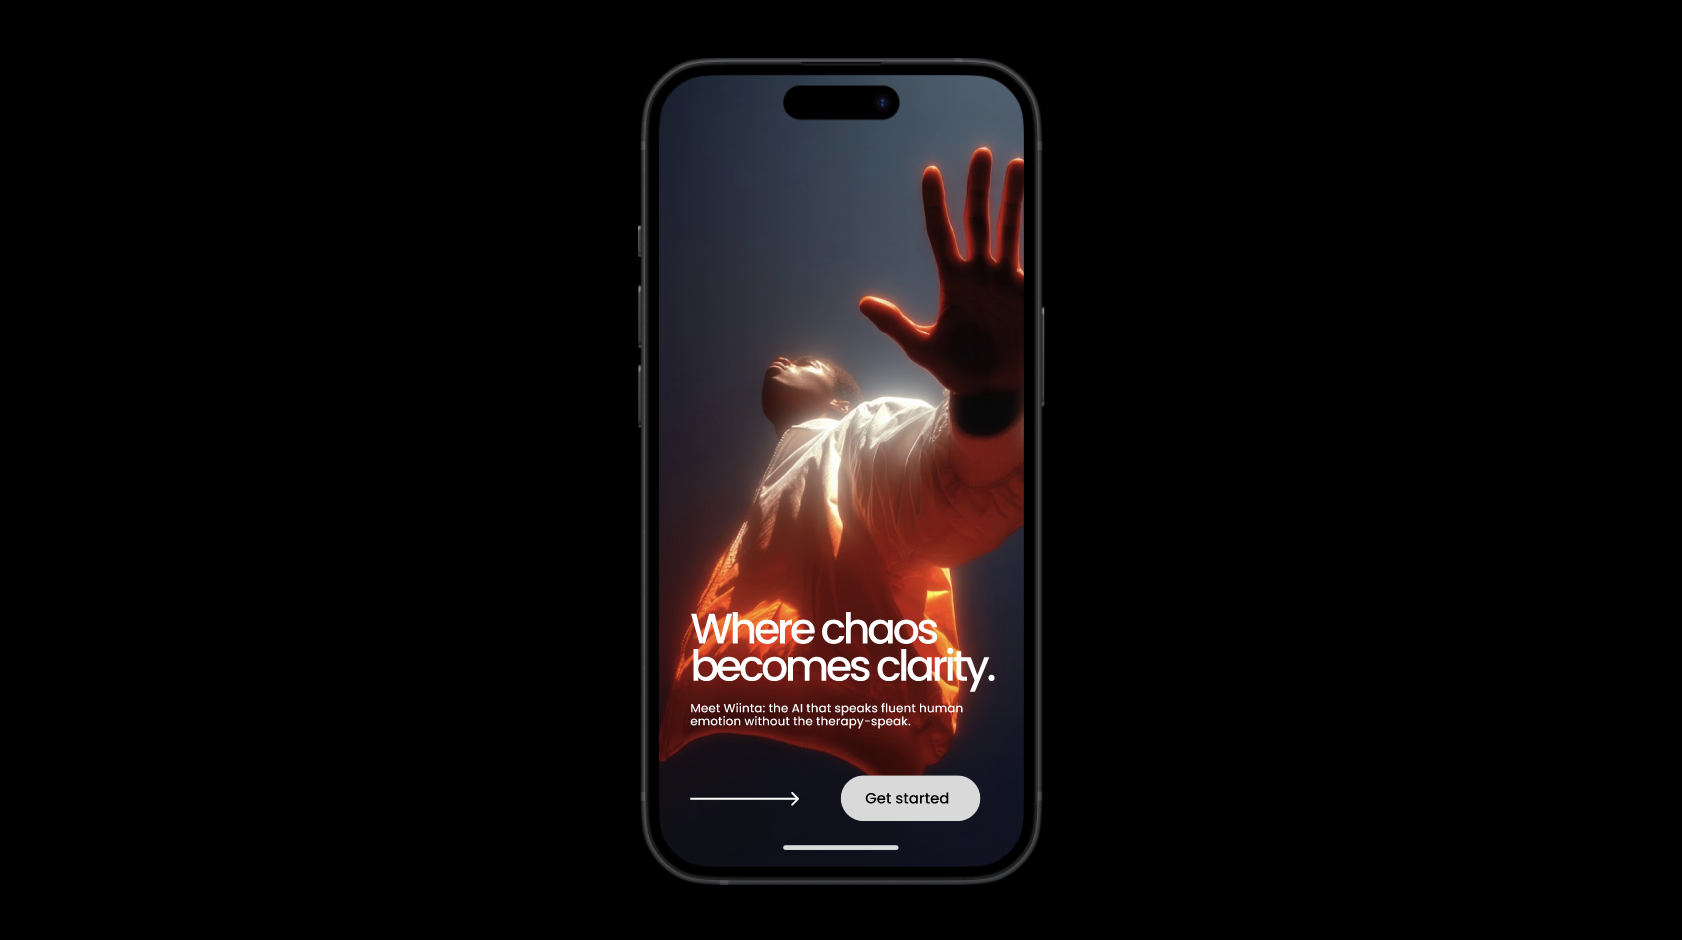 Where chaos
becomes clarity.
Meet Wiinta: the AI that speaks fluent human
emotion without the therapy-speak.
Get started